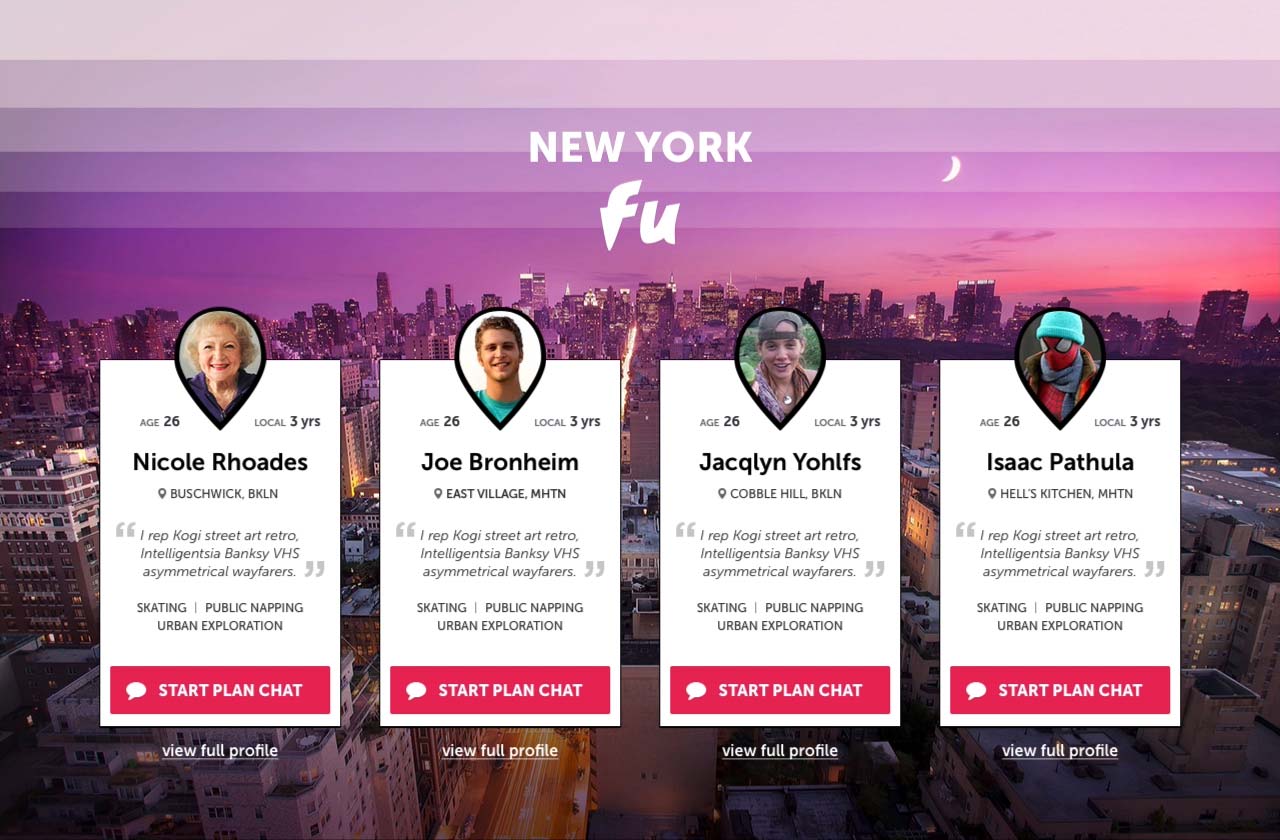 NEW YORK
Fu
AGE 26 LOCAL 3 yrs
Nicole Rhoades
BUSCHWICK, BKLN
“ I rep Kogi street art retro,
Intelligentsia Banksy VHS
asymmetrical wayfarers. ”
SKATING | PUBLIC NAPPING
URBAN EXPLORATION
START PLAN CHAT
view full profile
AGE 26 LOCAL 3 yrs
Joe Bronheim
EAST VILLAGE, MHTN
“ I rep Kogi street art retro,
Intelligentsia Banksy VHS
asymmetrical wayfarers. ”
SKATING | PUBLIC NAPPING
URBAN EXPLORATION
START PLAN CHAT
view full profile
AGE 26 LOCAL 3 yrs
Jacqlyn Yohlfs
COBBLE HILL, BKLN
“ I rep Kogi street art retro,
Intelligentsia Banksy VHS
asymmetrical wayfarers. ”
SKATING | PUBLIC NAPPING
URBAN EXPLORATION
START PLAN CHAT
view full profile
AGE 26 LOCAL 3 yrs
Isaac Pathula
HELL'S KITCHEN, MHTN
“ I rep Kogi street art retro,
Intelligentsia Banksy VHS
asymmetrical wayfarers. ”
SKATING | PUBLIC NAPPING
URBAN EXPLORATION
START PLAN CHAT
view full profile